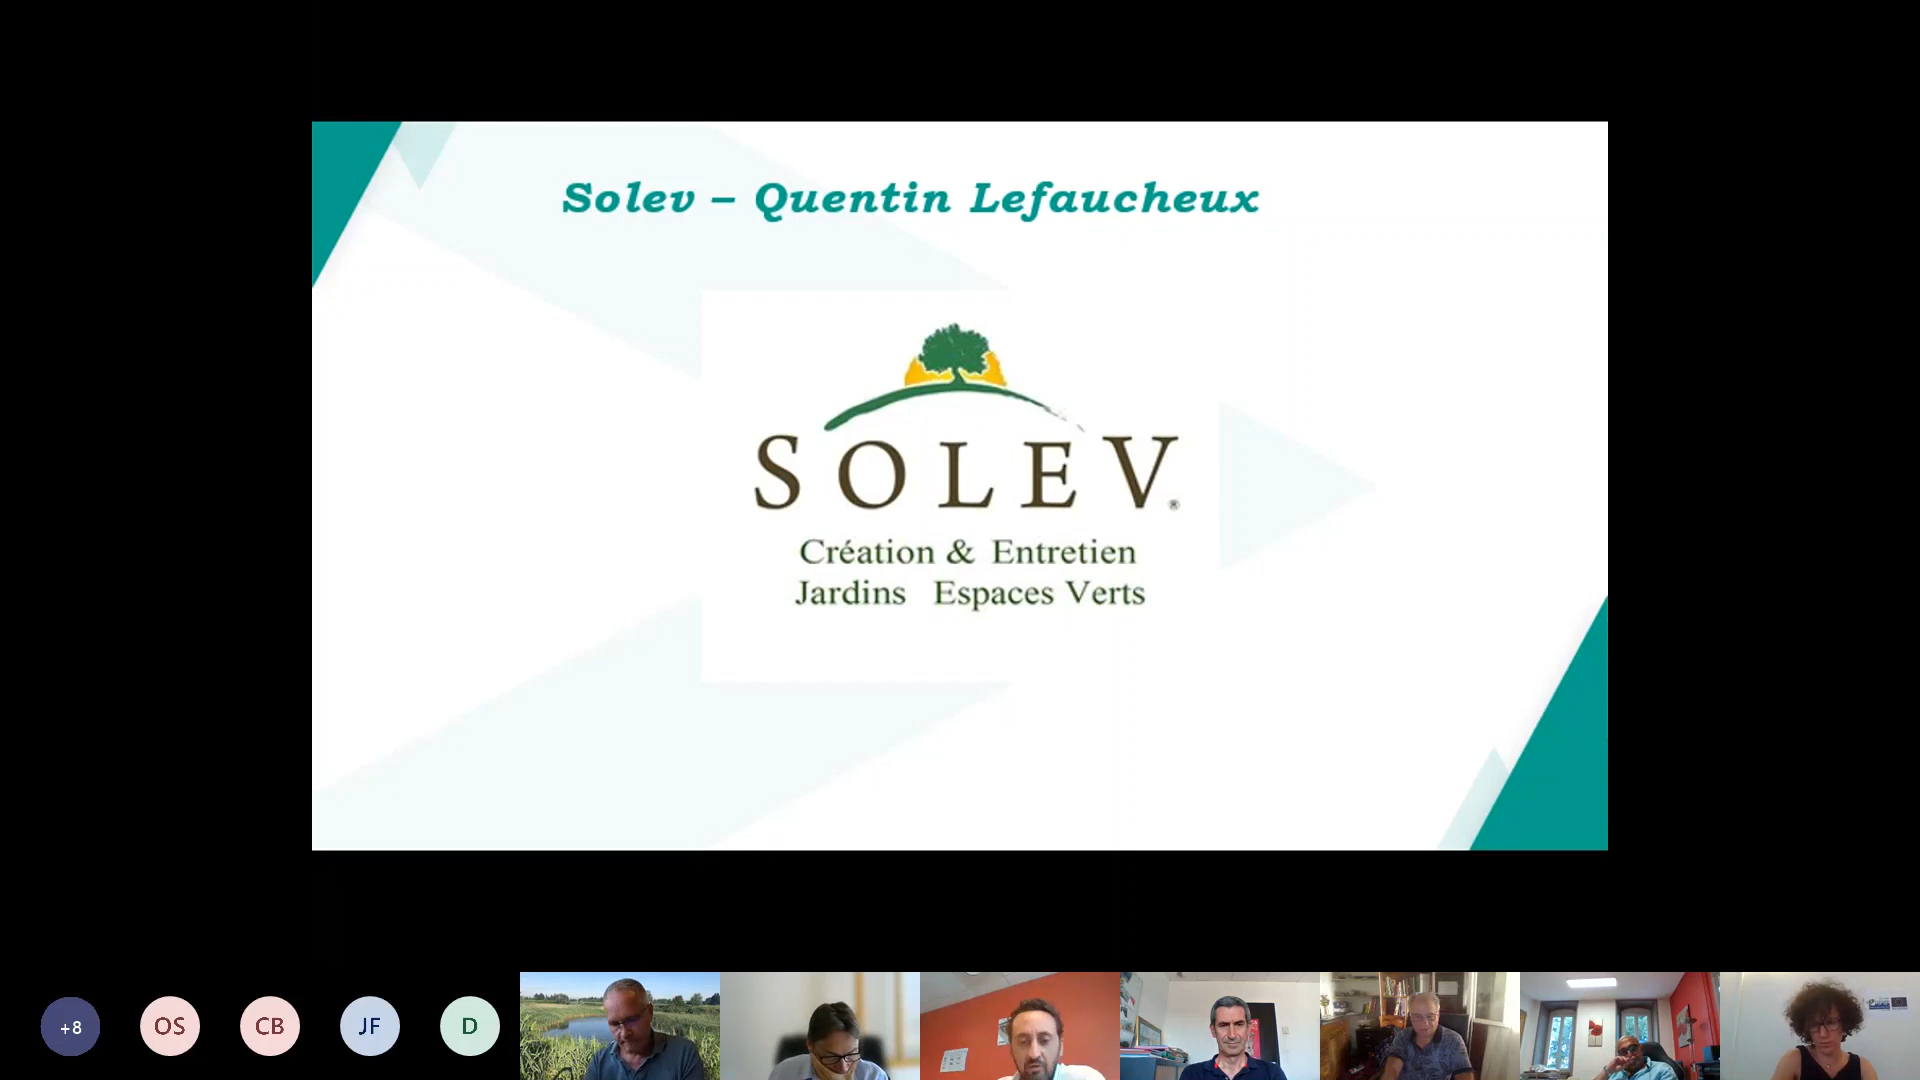 Solev – Quentin Lefaucheux
SOLEV®
Création & Entretien
Jardins Espaces Verts
+8
OS
CB
JF
D